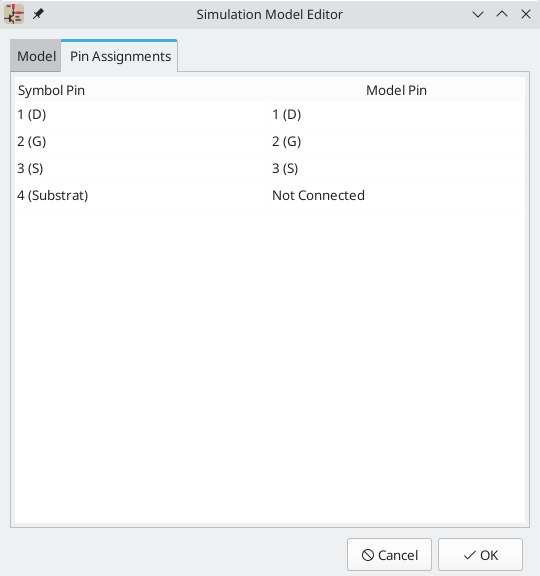 Simulation Model Editor
Model Pin Assignments
Symbol Pin Model Pin
1 (D) 1 (D)
2 (G) 2 (G)
3 (S) 3 (S)
4 (Substrat) Not Connected
Cancel OK